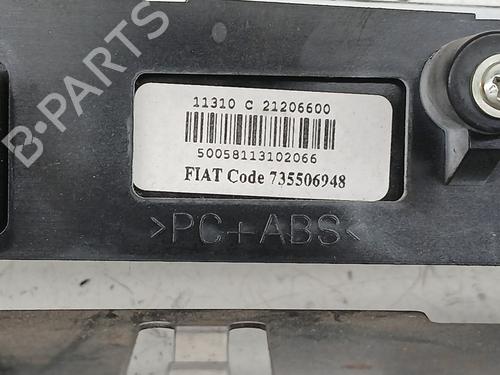 B-PARTS
11310 C 21206600
50058113102066
FIAT Code 735506948
>PC+ABS<